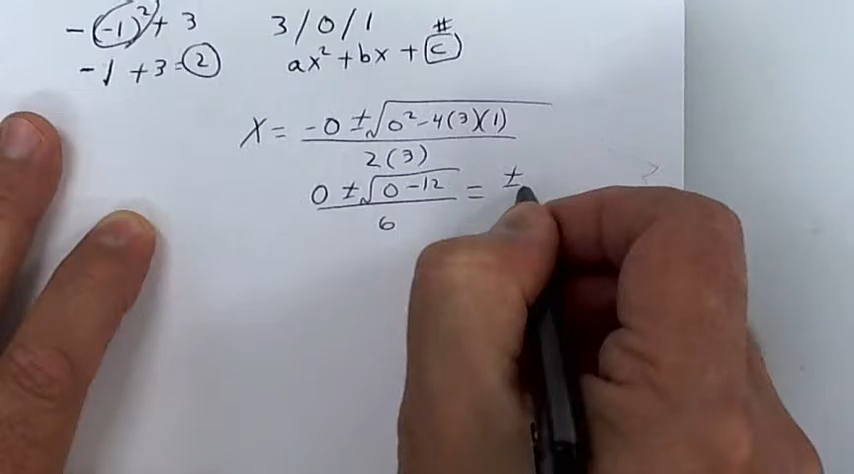 -(-1)² + 3
-1 + 3 = 2
3 / 0 / 1
#
ax² + bx + c
X = -0 ± √0² - 4(3)(1)
2(3)
0 ± √0 - 12 = ±
6